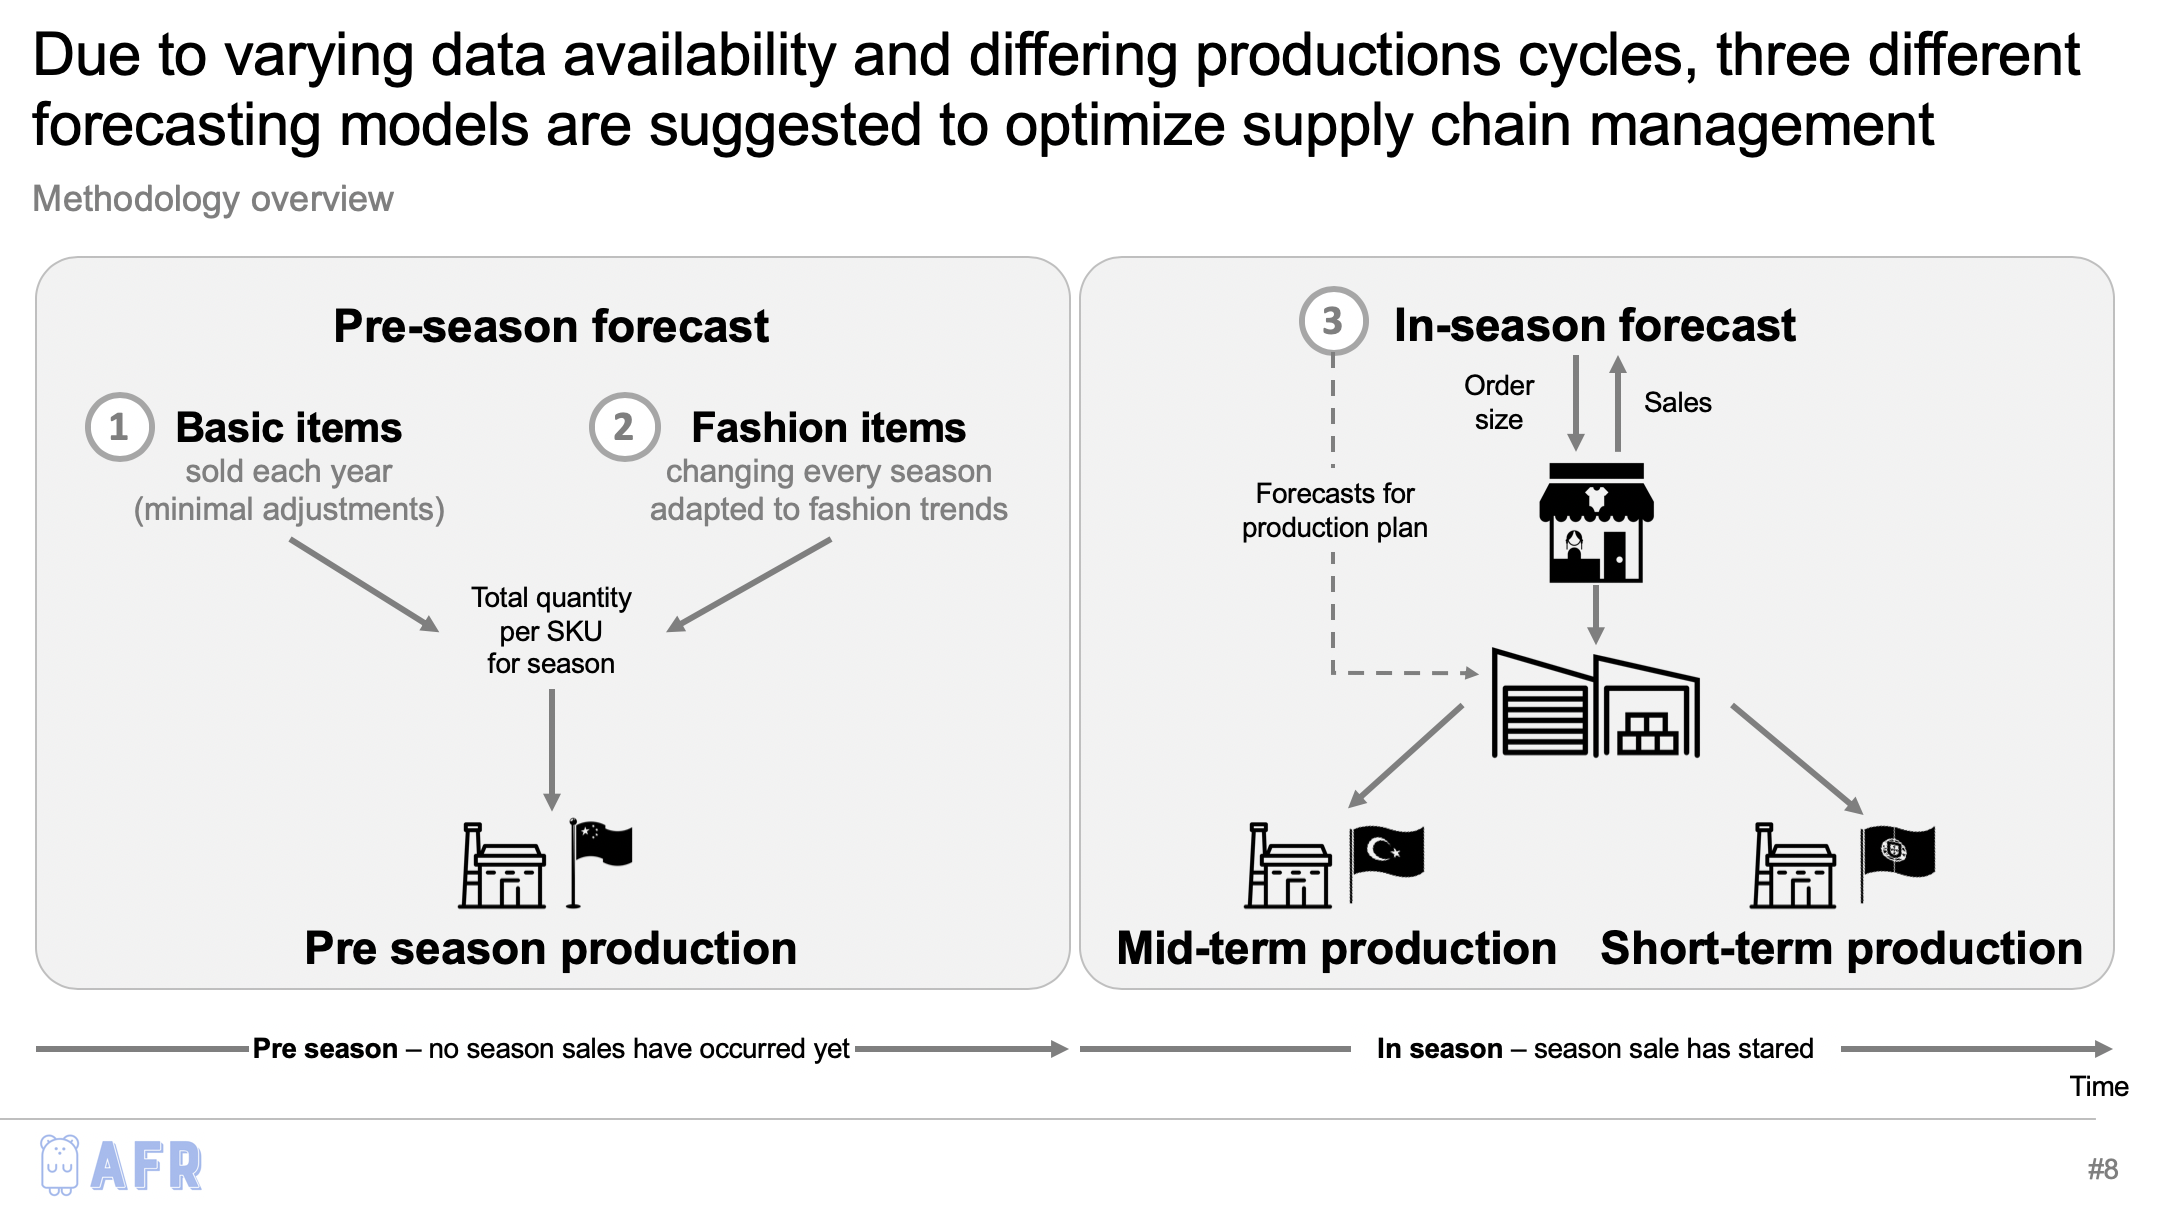 Due to varying data availability and differing productions cycles, three different
forecasting models are suggested to optimize supply chain management
Methodology overview
Pre-season forecast
1
Basic items
sold each year
(minimal adjustments)
2
Fashion items
changing every season
adapted to fashion trends
Total quantity
per SKU
for season
Pre season production
3
In-season forecast
Order
size
Sales
Forecasts for
production plan
Mid-term production
Short-term production
Pre season – no season sales have occurred yet
In season – season sale has stared
Time
AFR
#8